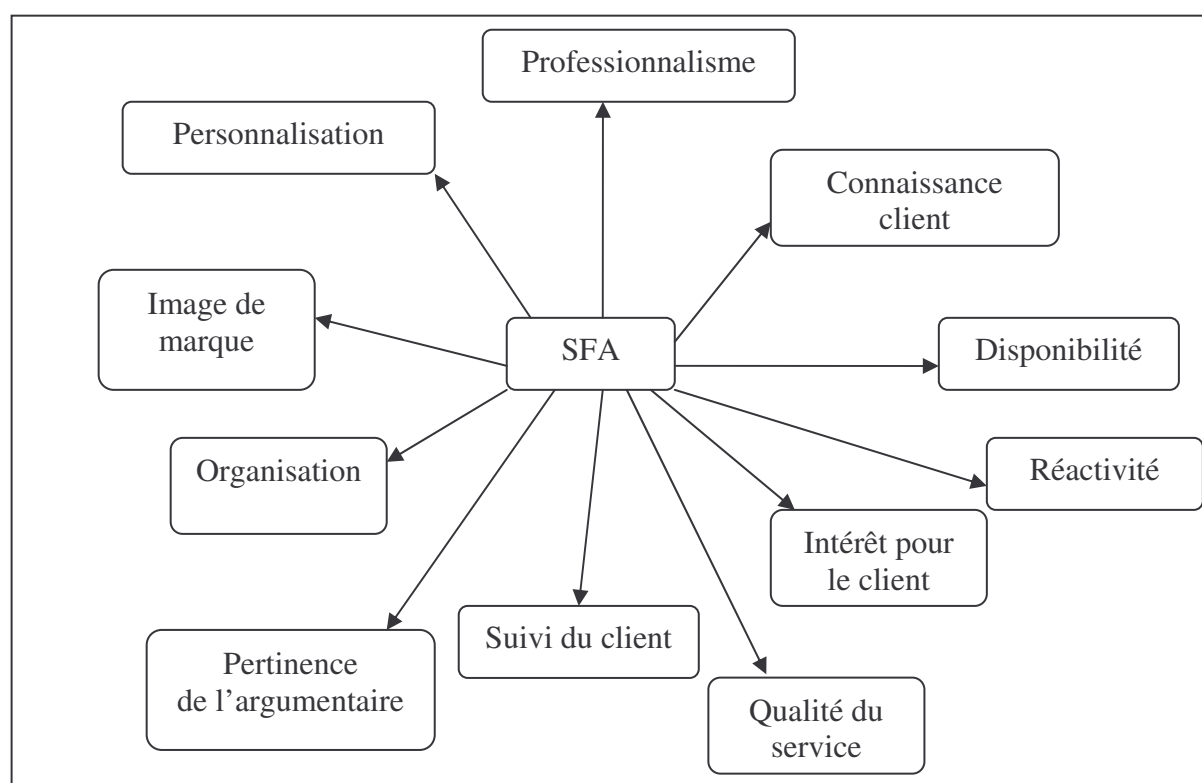 Professionnalisme
Personnalisation
Connaissance
client
Image de
marque
SFA
Disponibilité
Organisation
Réactivité
Intérêt pour
le client
Suivi du client
Pertinence
de l’argumentaire
Qualité du
service